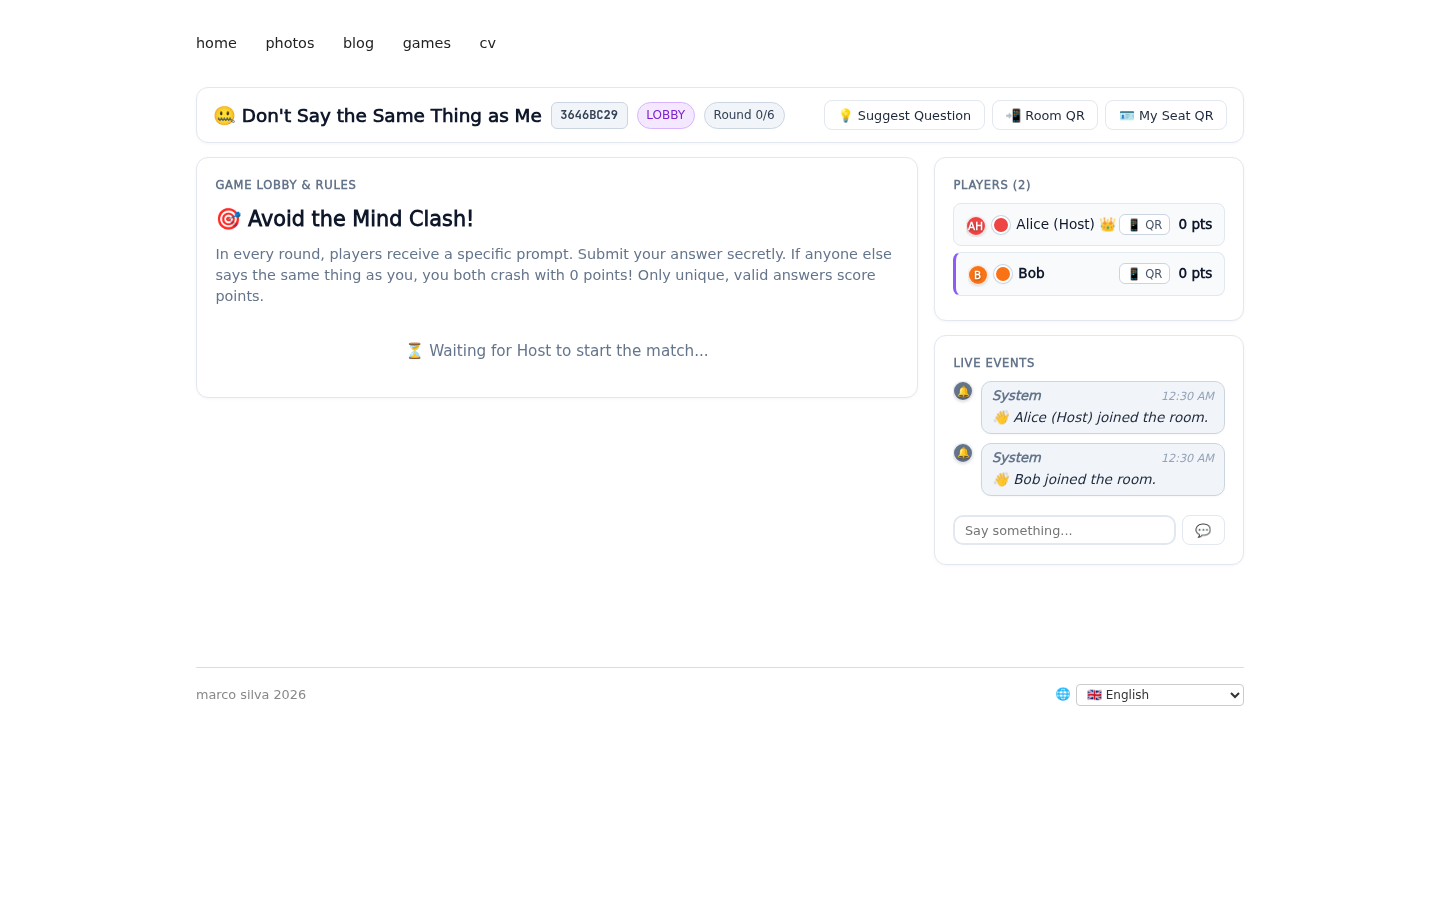 home photos blog games cv
🤐 Don't Say the Same Thing as Me 3646BC29 LOBBY Round 0/6 💡 Suggest Question 📲 Room QR 🪪 My Seat QR
GAME LOBBY & RULES
🎯 Avoid the Mind Clash!
In every round, players receive a specific prompt. Submit your answer secretly. If anyone else
says the same thing as you, you both crash with 0 points! Only unique, valid answers score
points.
⏳ Waiting for Host to start the match...
PLAYERS (2)
AH Alice (Host) 👑 📱 QR 0 pts
B Bob 📱 QR 0 pts
LIVE EVENTS
🔔 System 12:30 AM
👋 Alice (Host) joined the room.
🔔 System 12:30 AM
👋 Bob joined the room.
Say something... 💬
marco silva 2026 🌐 🇬🇧 English